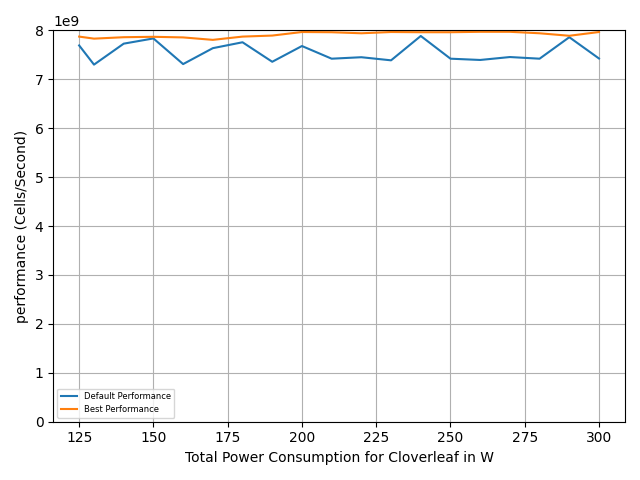 1e9
8
7
6
5
4
3
2
1
0
performance (Cells/Second)
Default Performance
Best Performance
125 150 175 200 225 250 275 300
Total Power Consumption for Cloverleaf in W